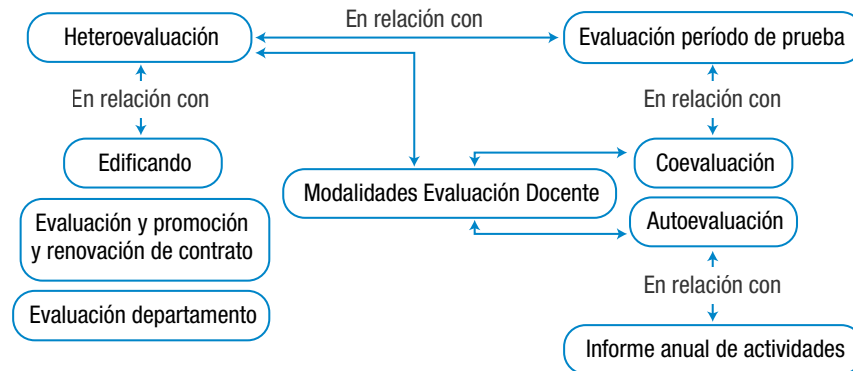 Heteroevaluación
En relación con
Evaluación período de prueba
En relación con
En relación con
Edificando
Coevaluación
Modalidades Evaluación Docente
Evaluación y promoción
y renovación de contrato
Autoevaluación
En relación con
Evaluación departamento
Informe anual de actividades